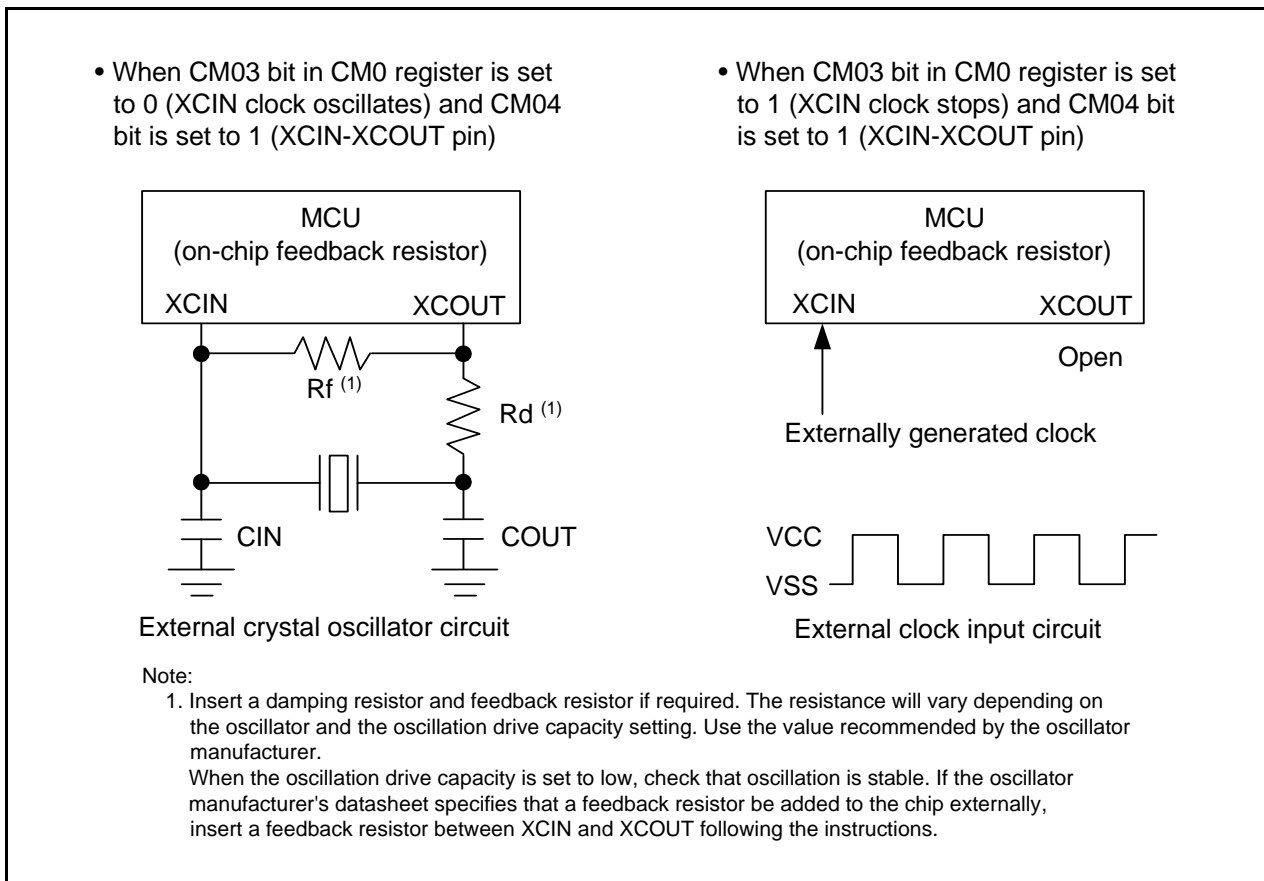 • When CM03 bit in CM0 register is set
to 0 (XCIN clock oscillates) and CM04
bit is set to 1 (XCIN-XCOUT pin)
MCU
(on-chip feedback resistor)
XCIN
XCOUT
Rf (1)
Rd (1)
CIN
COUT
External crystal oscillator circuit
• When CM03 bit in CM0 register is set
to 1 (XCIN clock stops) and CM04 bit
is set to 1 (XCIN-XCOUT pin)
MCU
(on-chip feedback resistor)
XCIN
XCOUT
Open
Externally generated clock
VCC
VSS
External clock input circuit
Note:
1. Insert a damping resistor and feedback resistor if required. The resistance will vary depending on
the oscillator and the oscillation drive capacity setting. Use the value recommended by the oscillator
manufacturer.
When the oscillation drive capacity is set to low, check that oscillation is stable. If the oscillator
manufacturer's datasheet specifies that a feedback resistor be added to the chip externally,
insert a feedback resistor between XCIN and XCOUT following the instructions.